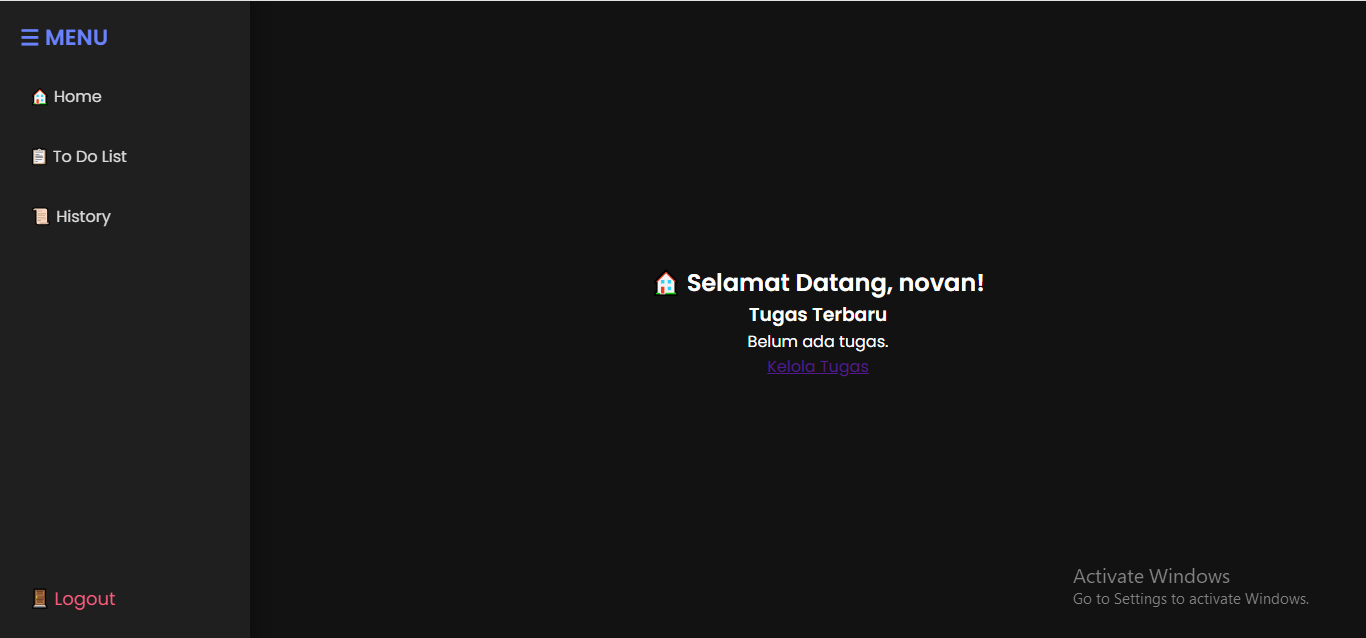 ☰ MENU
🏠 Home
📋 To Do List
📜 History
🏠 Selamat Datang, novan!
Tugas Terbaru
Belum ada tugas.
Kelola Tugas
🚪 Logout
Activate Windows
Go to Settings to activate Windows.